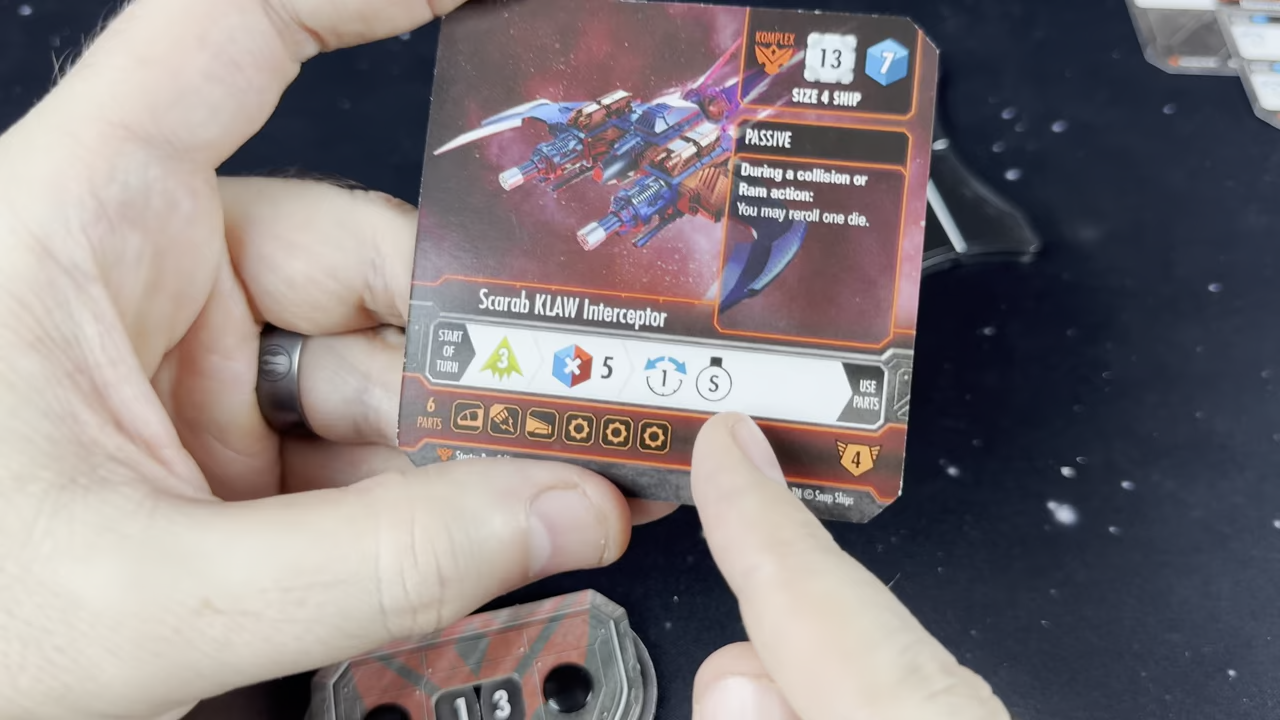 KOMPLEX
13
7
SIZE 4 SHIP
PASSIVE
During a collision or
Ram action:
You may reroll one die.
Scarab KLAW Interceptor
START
OF
TURN
3
5
1
S
USE
PARTS
6
PARTS
4
™ © Snap Ships
1 3